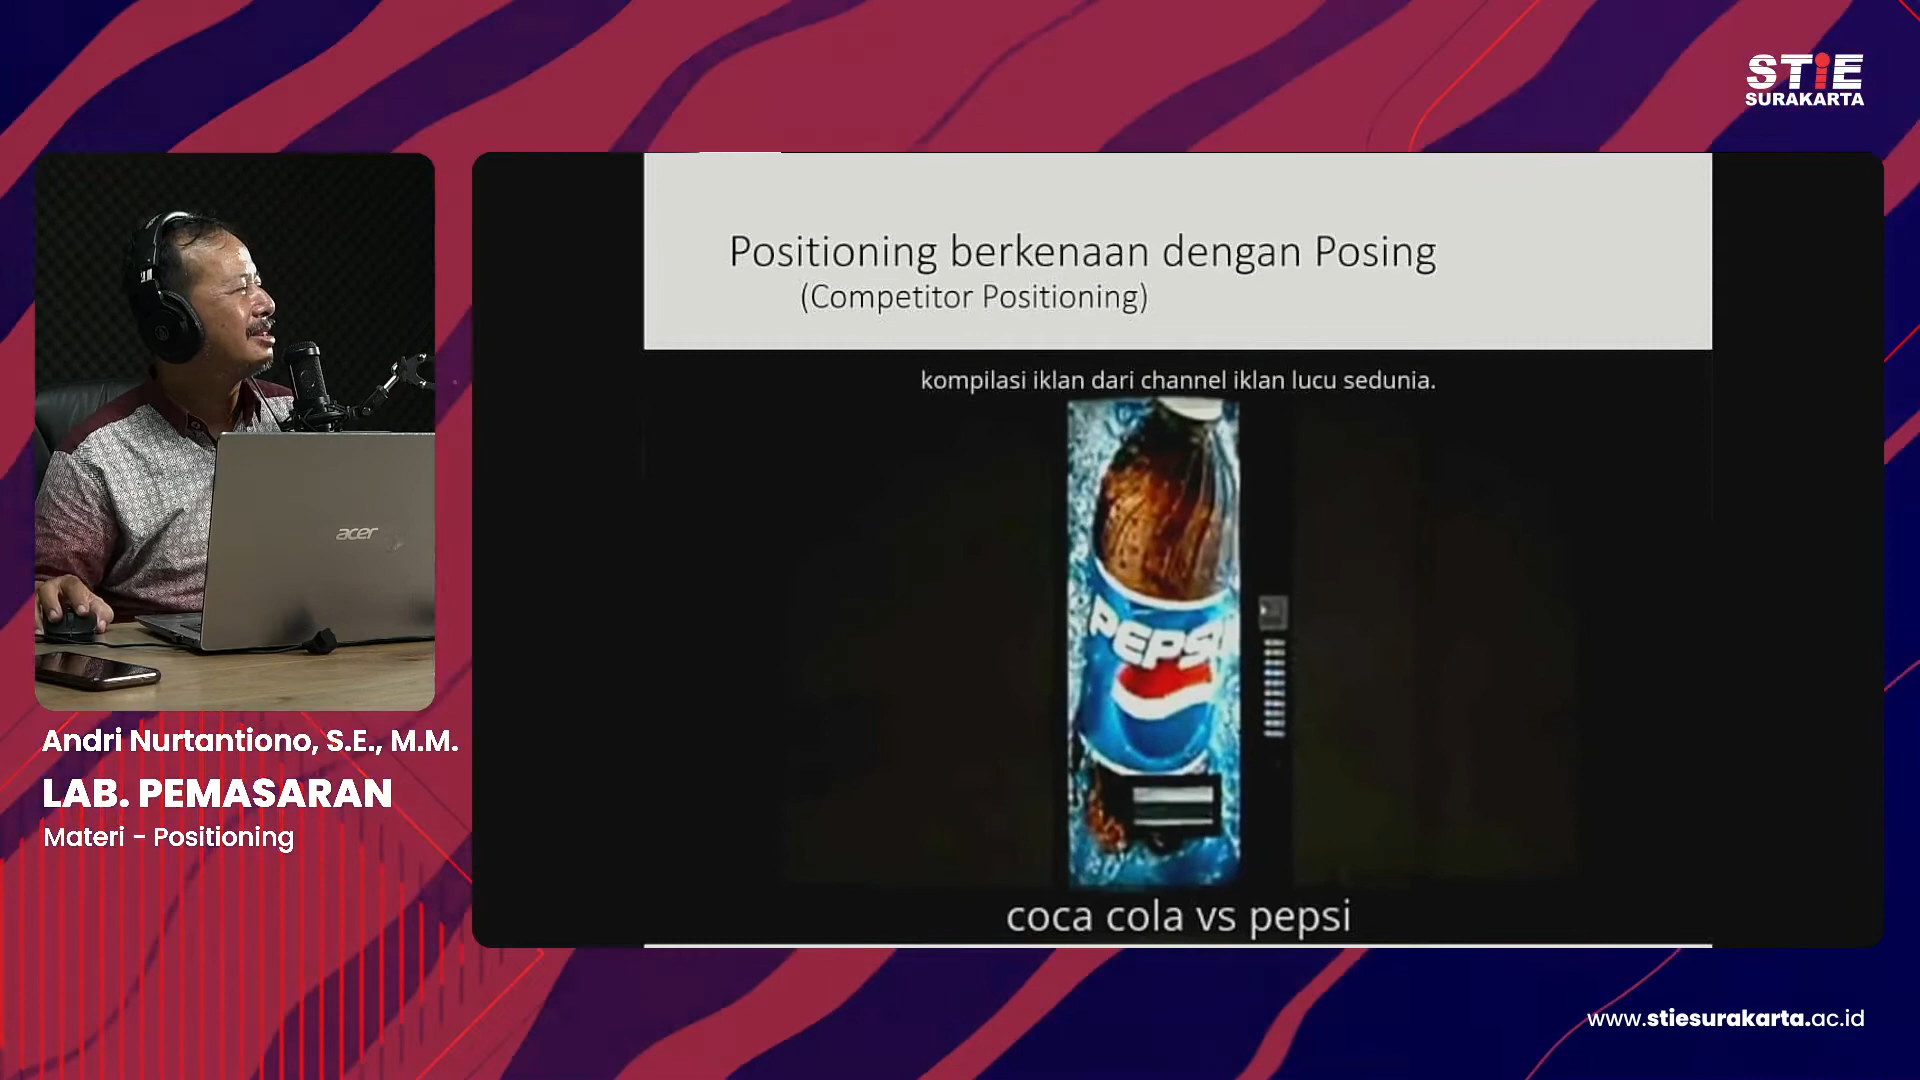 STiE
SURAKARTA
Positioning berkenaan dengan Posing
(Competitor Positioning)
kompilasi iklan dari channel iklan lucu sedunia.
PEPSI
coca cola vs pepsi
acer
Andri Nurtantiono, S.E., M.M.
LAB. PEMASARAN
Materi - Positioning
www.stiesurakarta.ac.id